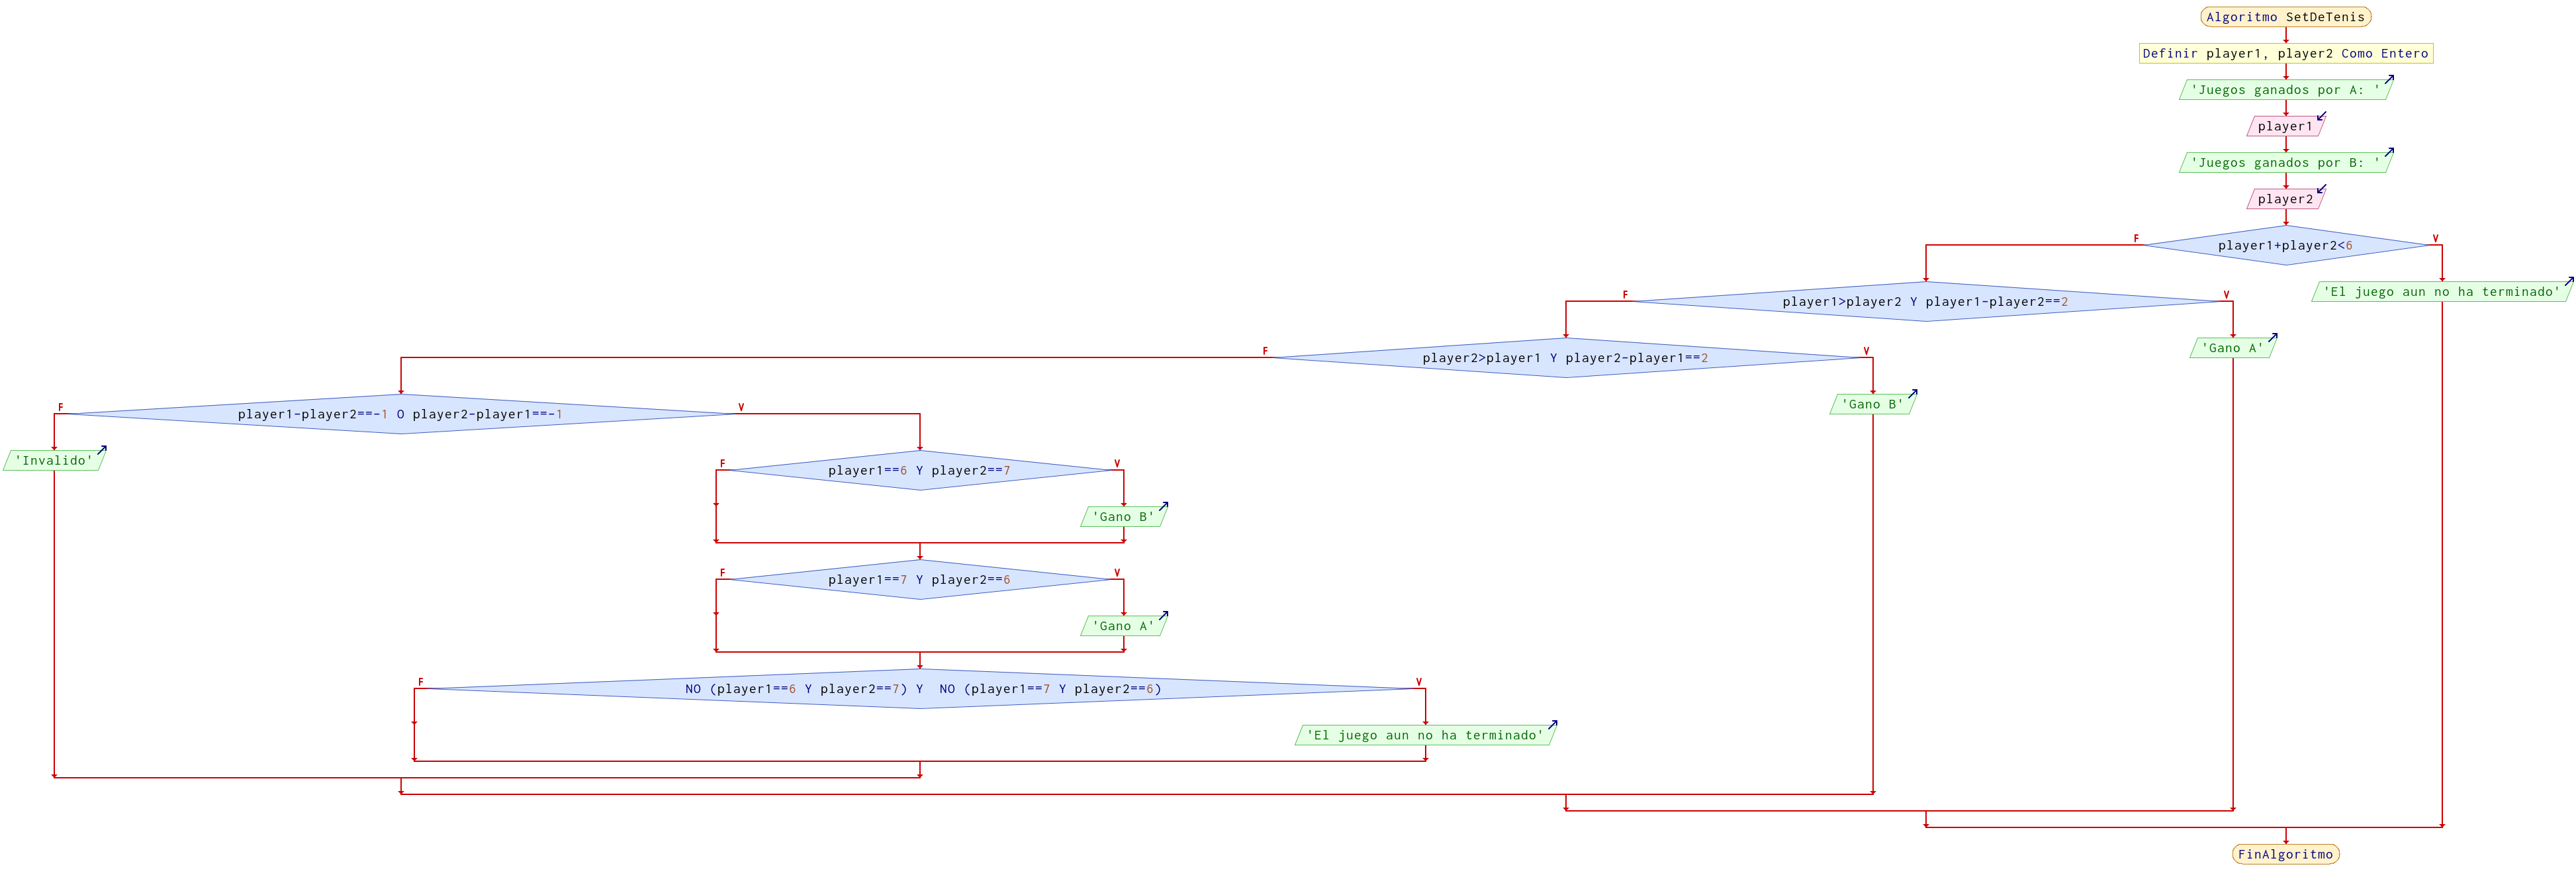 Algoritmo SetDeTenis
Definir player1, player2 Como Entero
'Juegos ganados por A: '
player1
'Juegos ganados por B: '
player2
F
player1+player2<6
V
'El juego aun no ha terminado'
F
player1>player2 Y player1-player2==2
V
'Gano A'
F
player2>player1 Y player2-player1==2
V
'Gano B'
F
player1-player2==-1 O player2-player1==-1
V
'Invalido'
F
player1==6 Y player2==7
V
'Gano B'
F
player1==7 Y player2==6
V
'Gano A'
F
NO (player1==6 Y player2==7) Y  NO (player1==7 Y player2==6)
V
'El juego aun no ha terminado'
FinAlgoritmo